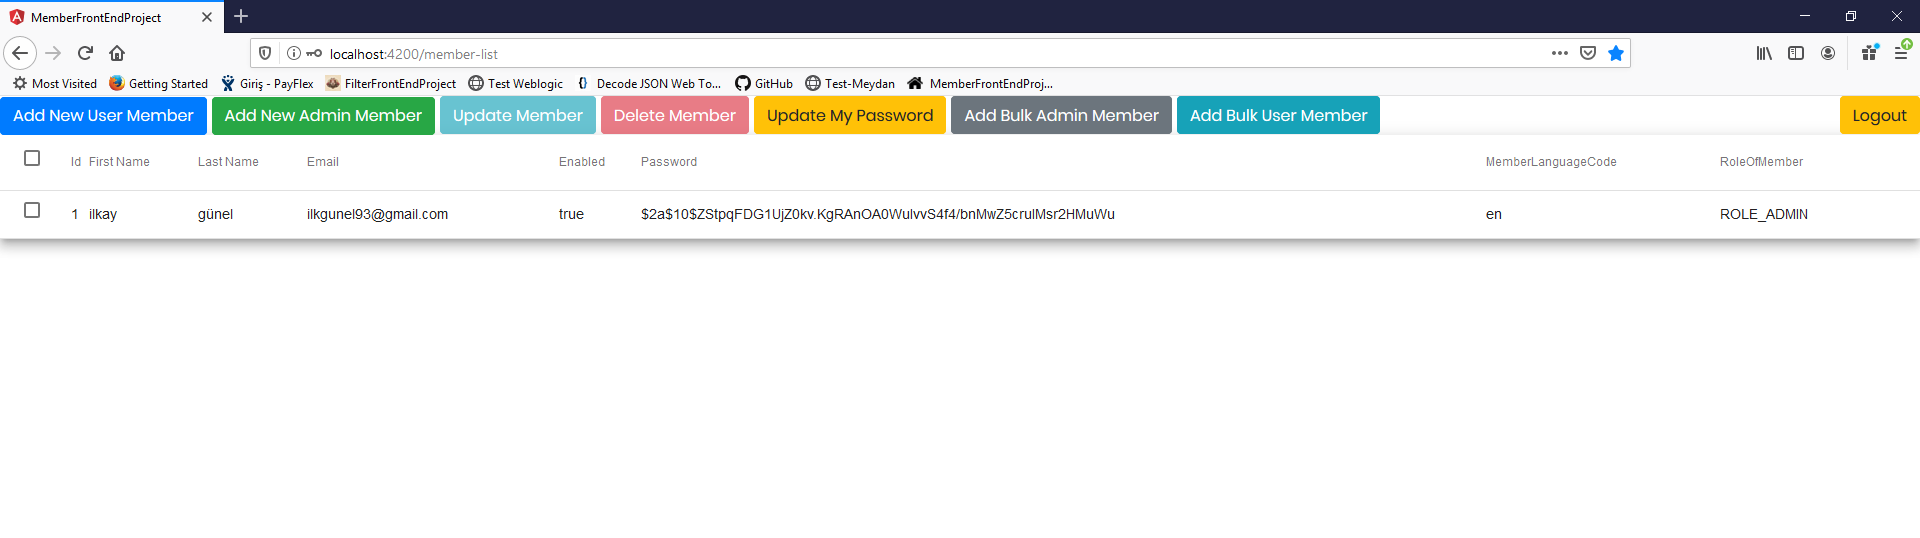 MemberFrontEndProject
localhost:4200/member-list
Most Visited Getting Started Giriş - PayFlex FilterFrontEndProject Test Weblogic Decode JSON Web To... GitHub Test-Meydan MemberFrontEndProj...
Add New User Member Add New Admin Member Update Member Delete Member Update My Password Add Bulk Admin Member Add Bulk User Member Logout
Id First Name Last Name Email Enabled Password MemberLanguageCode RoleOfMember
1 ilkay günel ilkgunel93@gmail.com true $2a$10$ZStpqFDG1UjZ0kv.KgRAnOA0WulvvS4f4/bnMwZ5crulMsr2HMuWu en ROLE_ADMIN